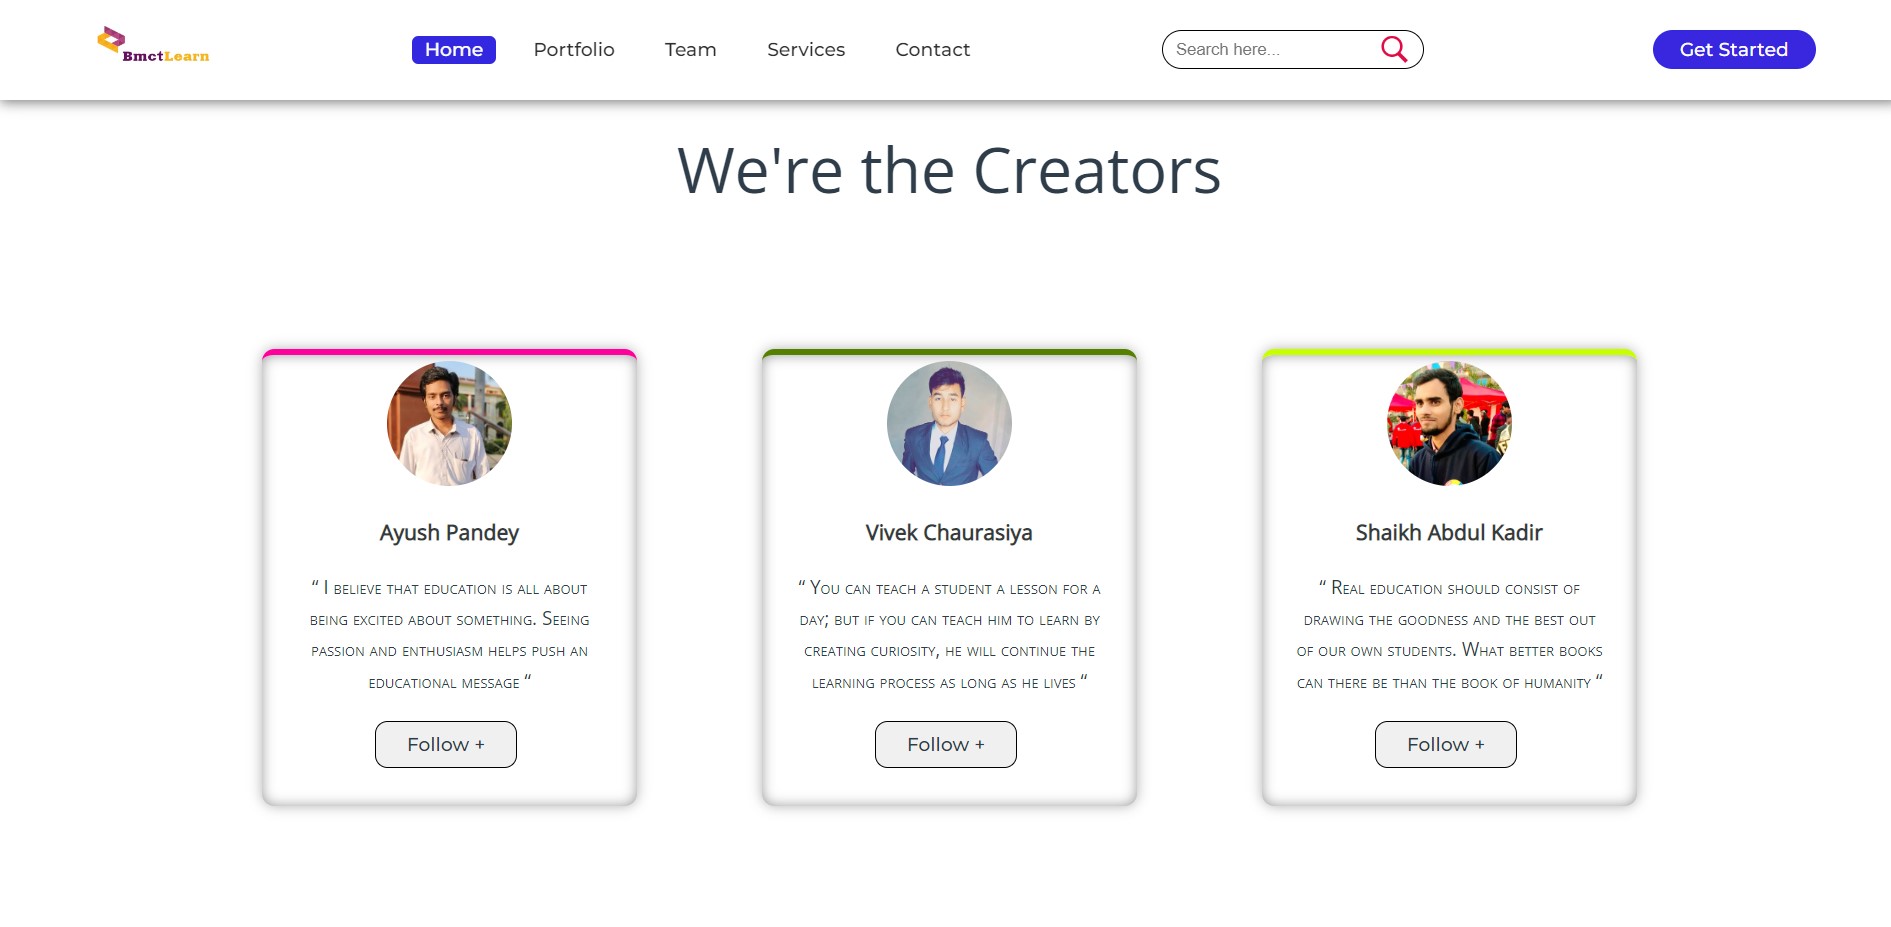 BmctLearn
Home Portfolio Team Services Contact
Search here...
Get Started
We're the Creators
Ayush Pandey
“ I believe that education is all about
being excited about something. Seeing
passion and enthusiasm helps push an
educational message “
Follow +
Vivek Chaurasiya
“ You can teach a student a lesson for a
day; but if you can teach him to learn by
creating curiosity, he will continue the
learning process as long as he lives “
Follow +
Shaikh Abdul Kadir
“ Real education should consist of
drawing the goodness and the best out
of our own students. What better books
can there be than the book of humanity “
Follow +